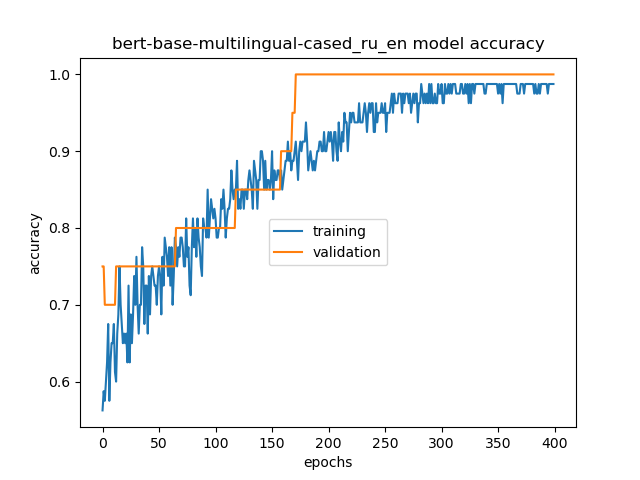 bert-base-multilingual-cased_ru_en model accuracy
1.0
0.9
0.8
0.7
0.6
accuracy
training
validation
0 50 100 150 200 250 300 350 400
epochs